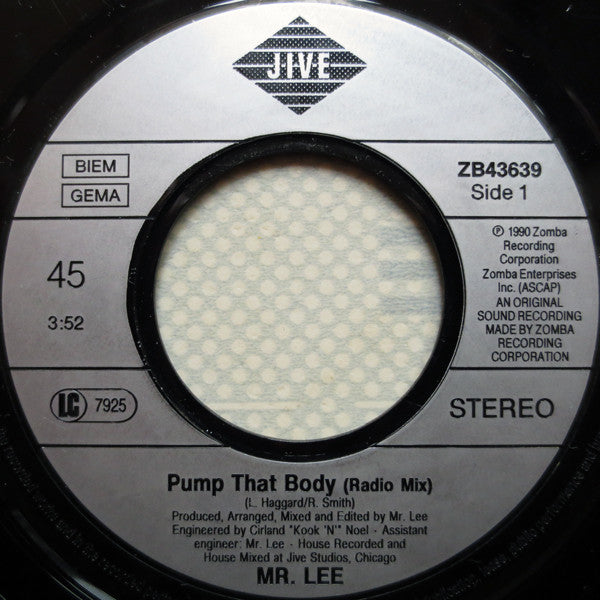 JIVE
BIEM
GEMA
ZB43639
Side 1
45
3:52
℗ 1990 Zomba
Recording
Corporation
Zomba Enterprises
Inc. (ASCAP)
AN ORIGINAL
SOUND RECORDING
MADE BY ZOMBA
RECORDING
CORPORATION
LC 7925
STEREO
Pump That Body (Radio Mix)
(L. Haggard/R. Smith)
Produced, Arranged, Mixed and Edited by Mr. Lee
Engineered by Cirland "Kook 'N'" Noel - Assistant
engineer: Mr. Lee - House Recorded and
House Mixed at Jive Studios, Chicago
MR. LEE